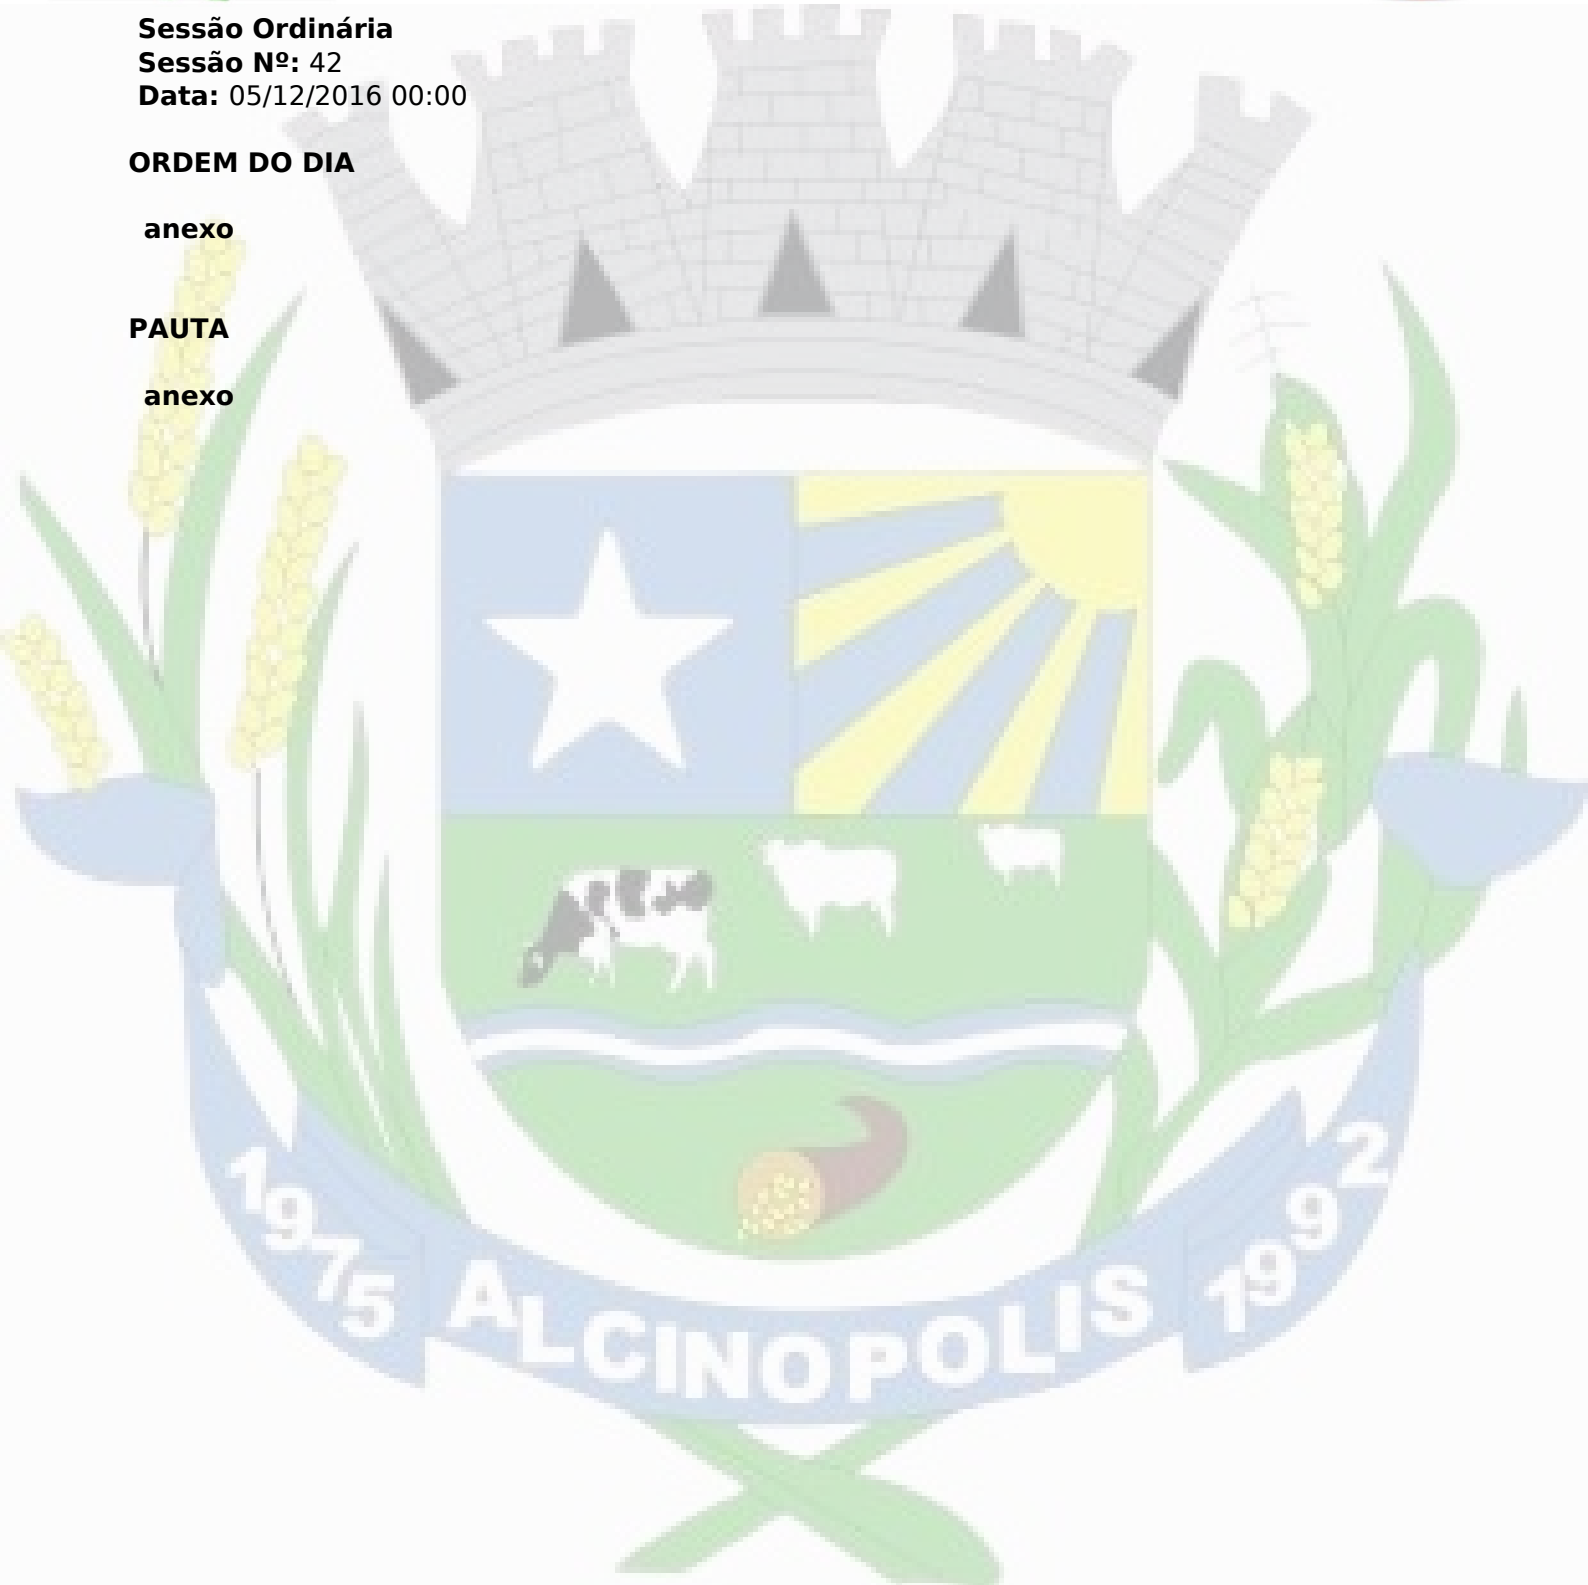 Sessão Ordinária
Sessão Nº: 42
Data: 05/12/2016 00:00
ORDEM DO DIA
anexo
PAUTA
anexo
1975 ALCINOPOLIS 1992